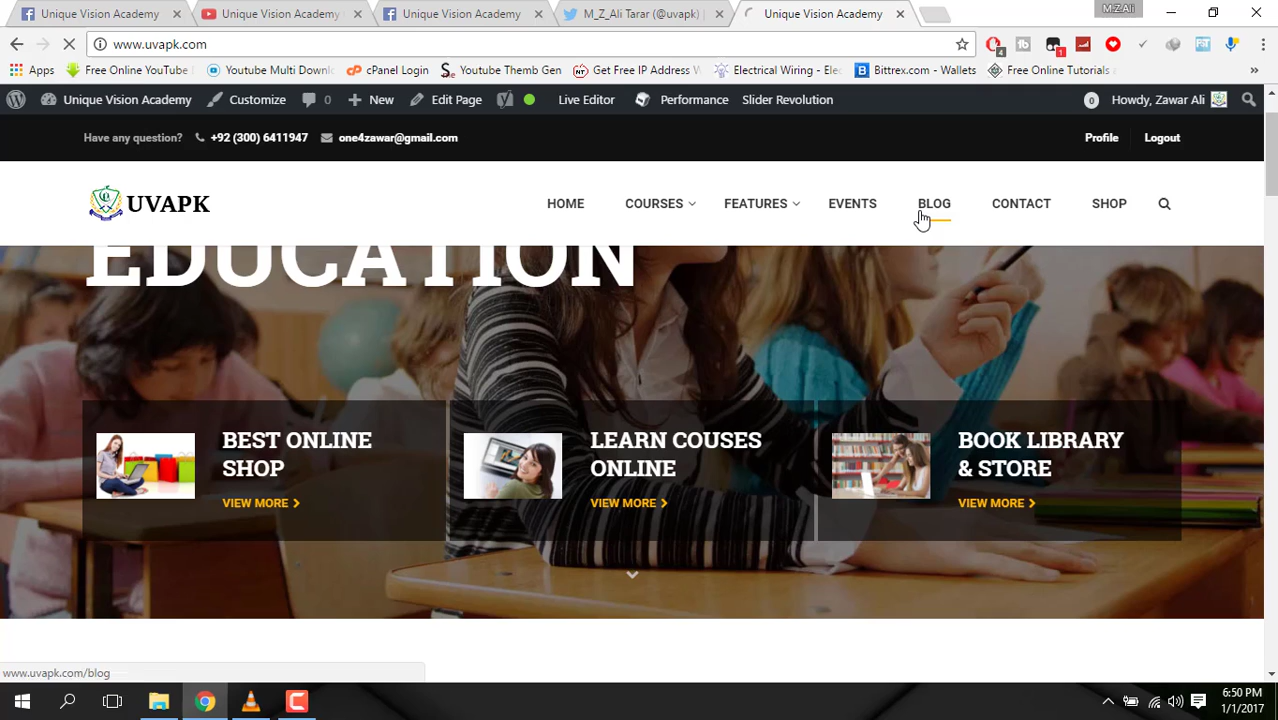 Unique Vision Academy
Unique Vision Academy
Unique Vision Academy
M_Z_Ali Tarar (@uvapk)
Unique Vision Academy
M.Z.Ali
www.uvapk.com
4
1
Apps
Free Online YouTube
Youtube Multi Down
cPanel Login
Youtube Themb Gen
Get Free IP Address
Electrical Wiring - Ele
Bittrex.com - Wallets
Free Online Tutorials
»
Unique Vision Academy
Customize
0
New
Edit Page
Live Editor
Performance
Slider Revolution
0
Howdy, Zawar Ali
Have any question? +92 (300) 6411947 one4zawar@gmail.com
Profile
Logout
UVAPK
HOME
COURSES
FEATURES
EVENTS
BLOG
CONTACT
SHOP
EDUCATION
BEST ONLINE
SHOP
VIEW MORE
LEARN COUSES
ONLINE
VIEW MORE
BOOK LIBRARY
& STORE
VIEW MORE
www.uvapk.com/blog
6:50 PM
1/1/2017